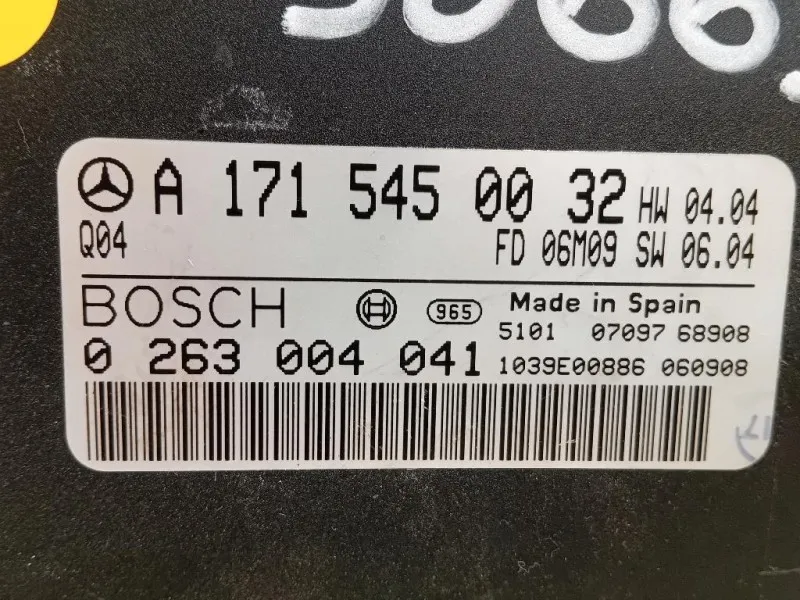 A 171 545 00 32 HW 04.04
Q04 FD 06M09 SW 06.04
BOSCH 965 Made in Spain
5101 07097 68908
0 263 004 041 1039E00886 060908
17